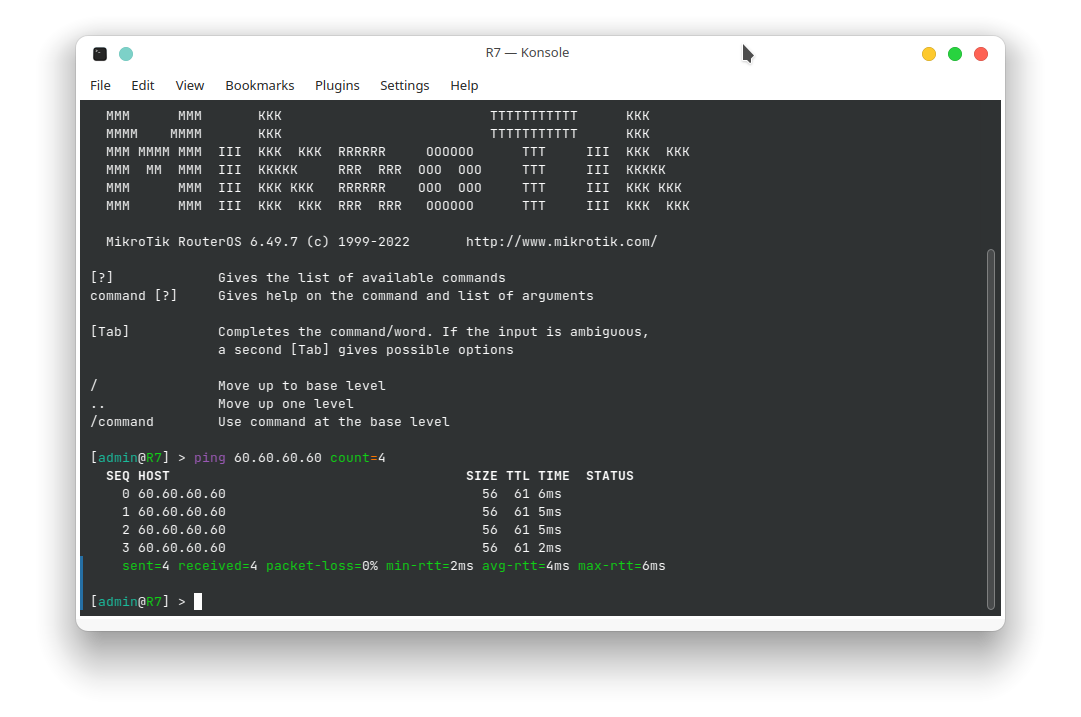 R7 — Konsole
File Edit View Bookmarks Plugins Settings Help
  MMM      MMM       KKK                          TTTTTTTTTTT      KKK
  MMMM    MMMM       KKK                          TTTTTTTTTTT      KKK
  MMM MMMM MMM  III  KKK  KKK  RRRRRR     OOOOOO      TTT     III  KKK  KKK
  MMM  MM  MMM  III  KKKKK     RRR  RRR  OOO  OOO     TTT     III  KKKKK
  MMM      MMM  III  KKK KKK   RRRRRR    OOO  OOO     TTT     III  KKK KKK
  MMM      MMM  III  KKK  KKK  RRR  RRR   OOOOOO      TTT     III  KKK  KKK
  MikroTik RouterOS 6.49.7 (c) 1999-2022       http://www.mikrotik.com/
[?]             Gives the list of available commands
command [?]     Gives help on the command and list of arguments
[Tab]           Completes the command/word. If the input is ambiguous,
                a second [Tab] gives possible options
/               Move up to base level
..              Move up one level
/command        Use command at the base level
[admin@R7] > ping 60.60.60.60 count=4
  SEQ HOST                                     SIZE TTL TIME  STATUS
    0 60.60.60.60                                56  61 6ms
    1 60.60.60.60                                56  61 5ms
    2 60.60.60.60                                56  61 5ms
    3 60.60.60.60                                56  61 2ms
    sent=4 received=4 packet-loss=0% min-rtt=2ms avg-rtt=4ms max-rtt=6ms
[admin@R7] >